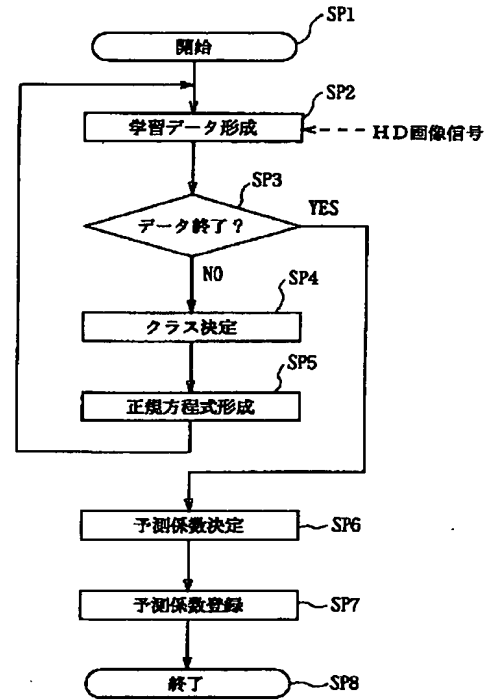 SP1
開始
SP2
学習データ形成
HD画像信号
SP3
データ終了?
YES
NO
SP4
クラス決定
SP5
正規方程式形成
予測係数決定
SP6
予測係数登録
SP7
終了
SP8